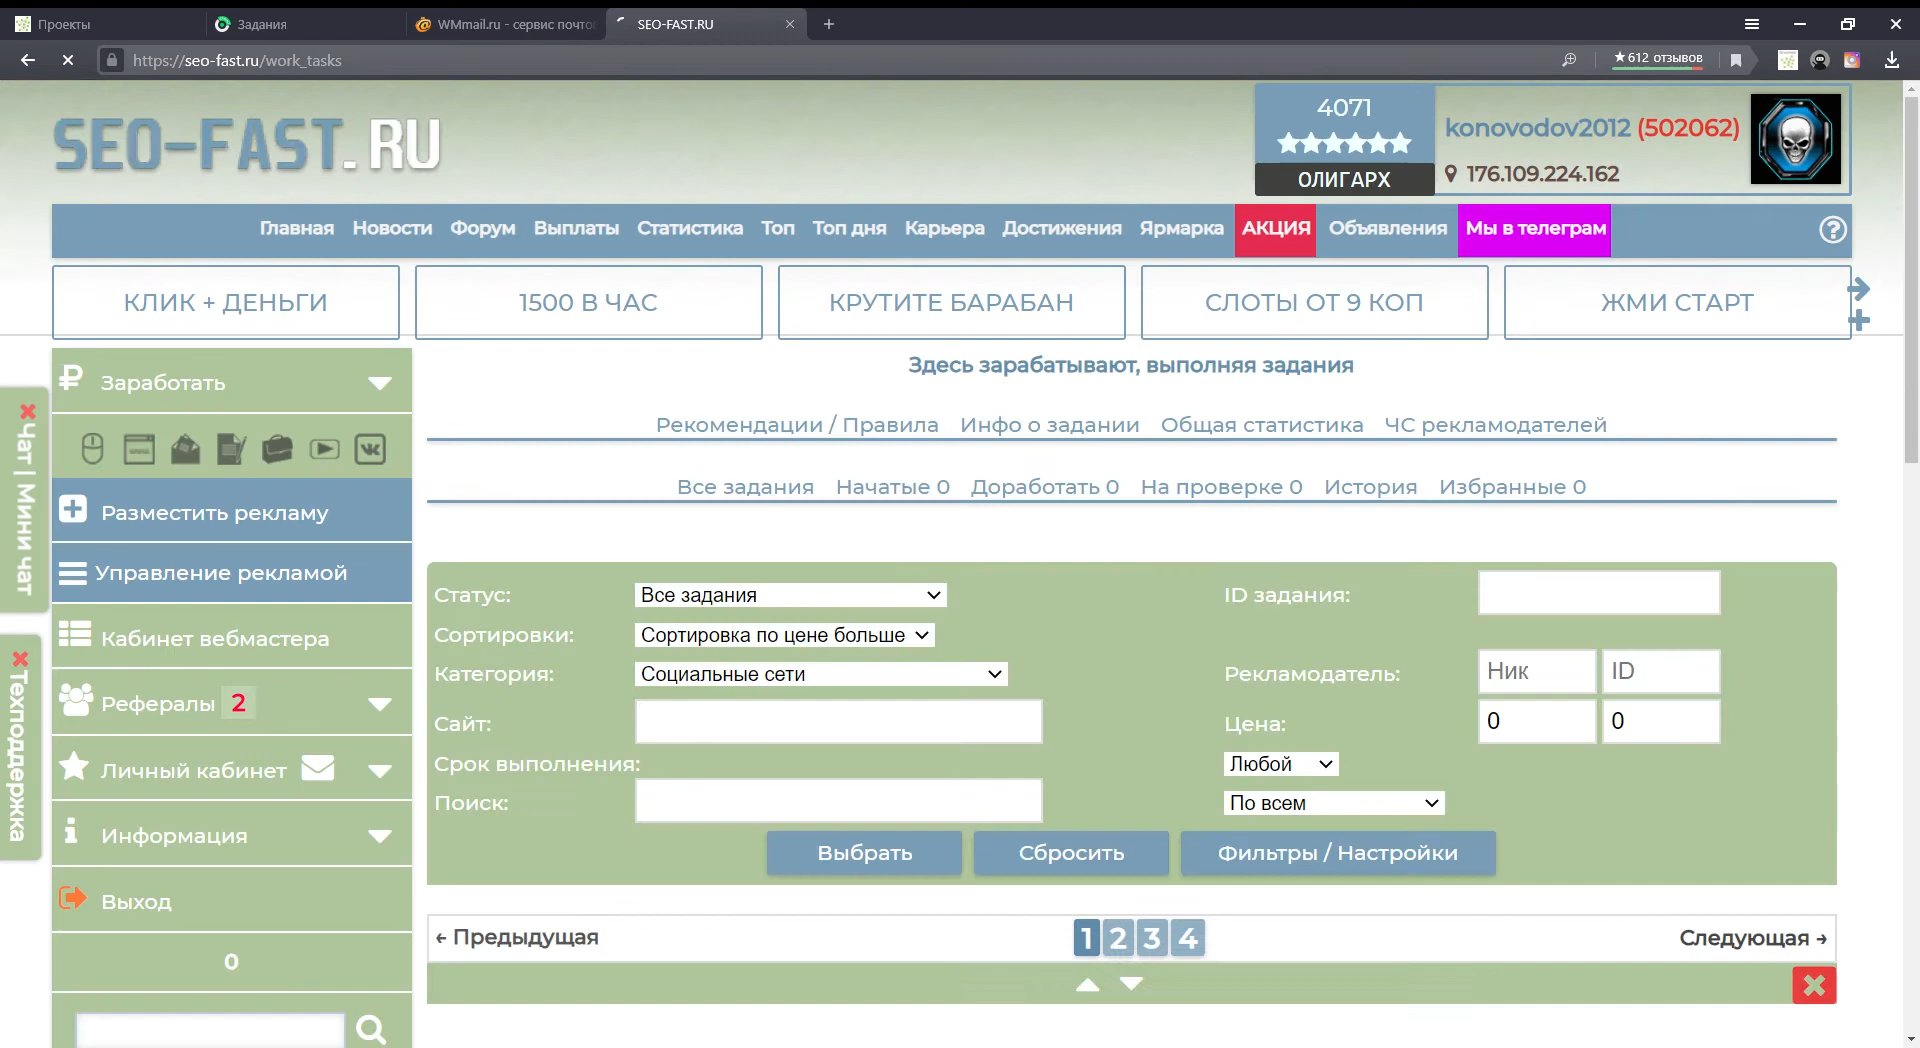 Проекты
Задания
WMmail.ru - сервис почто
SEO-FAST.RU
https://seo-fast.ru/work_tasks
★612 отзывов
SEO-FAST.RU
4071
ОЛИГАРХ
konovodov2012 (502062)
176.109.224.162
Главная Новости Форум Выплаты Статистика Топ Топ дня Карьера Достижения Ярмарка АКЦИЯ Объявления Мы в телеграм
КЛИК + ДЕНЬГИ
1500 В ЧАС
КРУТИТЕ БАРАБАН
СЛОТЫ ОТ 9 КОП
ЖМИ СТАРТ
Чат | Мини чат
Техподдержка
Заработать
Разместить рекламу
Управление рекламой
Кабинет вебмастера
Рефералы 2
Личный кабинет
Информация
Выход
0
Здесь зарабатывают, выполняя задания
Рекомендации / Правила Инфо о задании Общая статистика ЧС рекламодателей
Все задания Начатые 0 Доработать 0 На проверке 0 История Избранные 0
Статус: Все задания ID задания:
Сортировки: Сортировка по цене больше
Категория: Социальные сети Рекламодатель: Ник ID
Сайт: Цена: 0 0
Срок выполнения: Любой
Поиск: По всем
Выбрать Сбросить Фильтры / Настройки
← Предыдущая 1 2 3 4 Следующая →